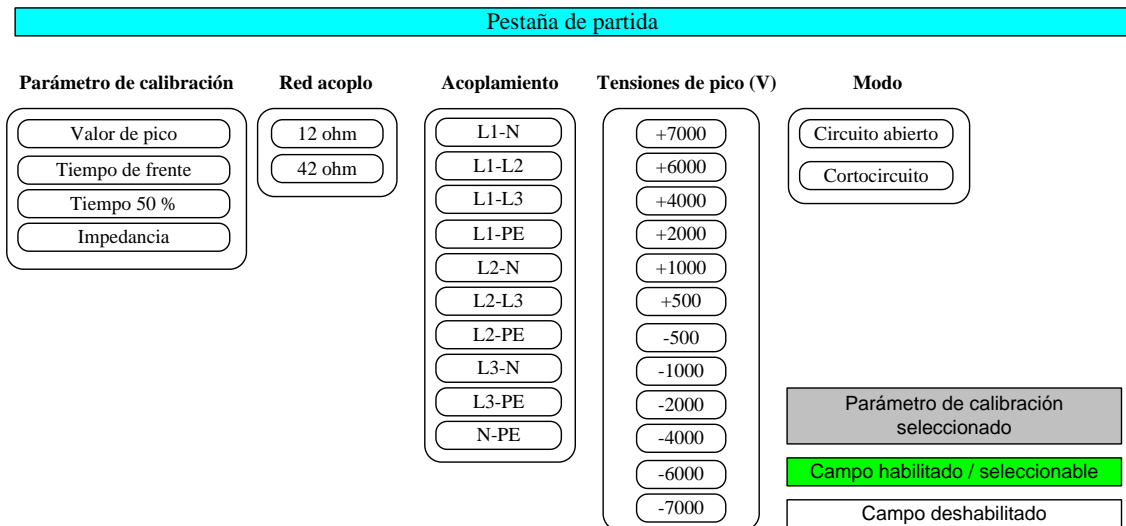 Pestaña de partida
Parámetro de calibración
Valor de pico
Tiempo de frente
Tiempo 50 %
Impedancia
Red acoplo
12 ohm
42 ohm
Acoplamiento
L1-N
L1-L2
L1-L3
L1-PE
L2-N
L2-L3
L2-PE
L3-N
L3-PE
N-PE
Tensiones de pico (V)
+7000
+6000
+4000
+2000
+1000
+500
-500
-1000
-2000
-4000
-6000
-7000
Modo
Circuito abierto
Cortocircuito
Parámetro de calibración
seleccionado
Campo habilitado / seleccionable
Campo deshabilitado